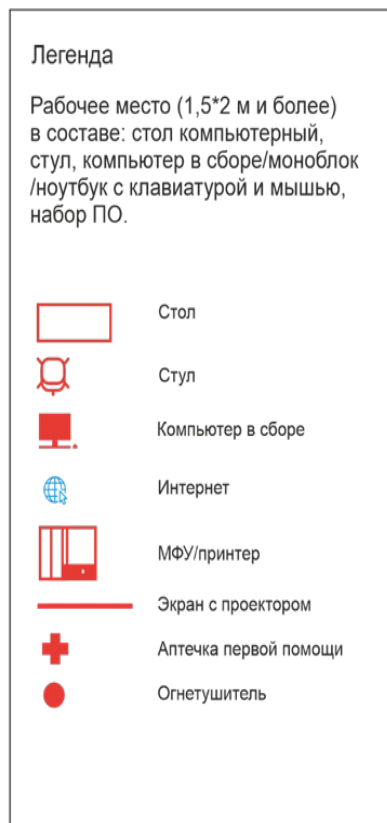 Легенда
Рабочее место (1,5*2 м и более)
в составе: стол компьютерный,
стул, компьютер в сборе/моноблок
/ноутбук с клавиатурой и мышью,
набор ПО.
Стол
Стул
Компьютер в сборе
Интернет
МФУ/принтер
Экран с проектором
Аптечка первой помощи
Огнетушитель